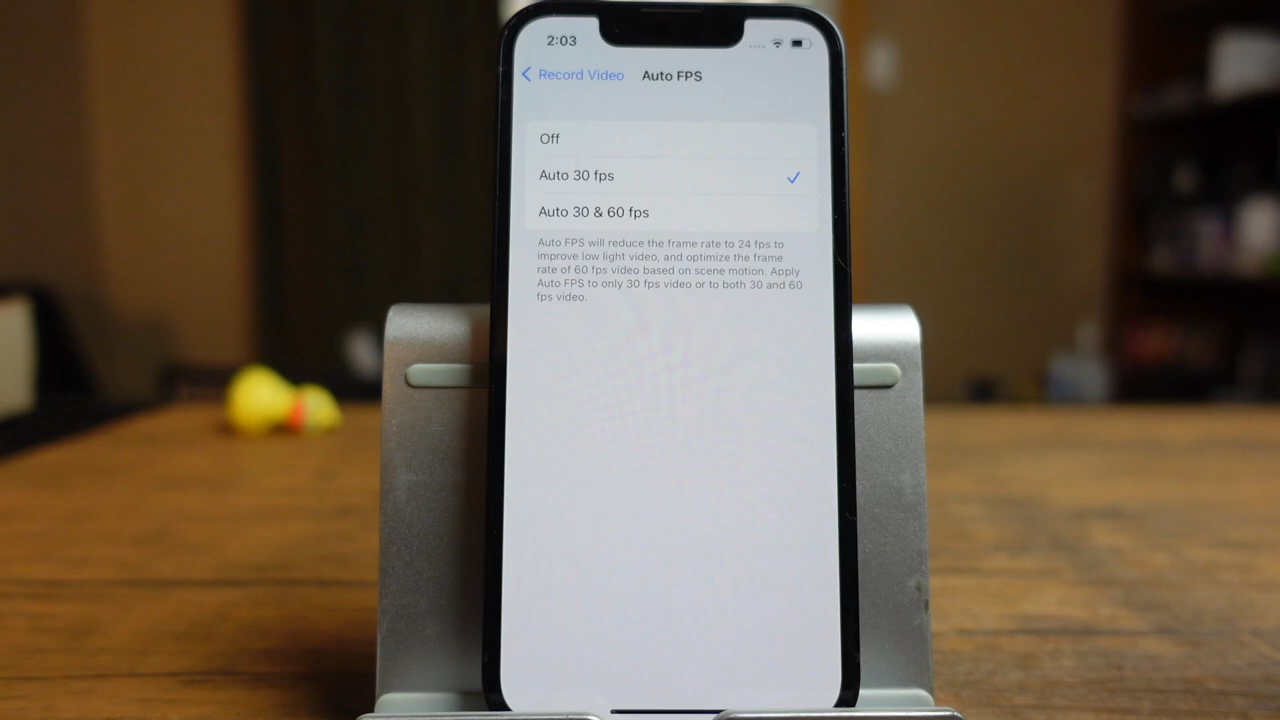 2:03
Record Video Auto FPS
Off
Auto 30 fps
Auto 30 & 60 fps
Auto FPS will reduce the frame rate to 24 fps to
improve low light video, and optimize the frame
rate of 60 fps video based on scene motion. Apply
Auto FPS to only 30 fps video or to both 30 and 60
fps video.